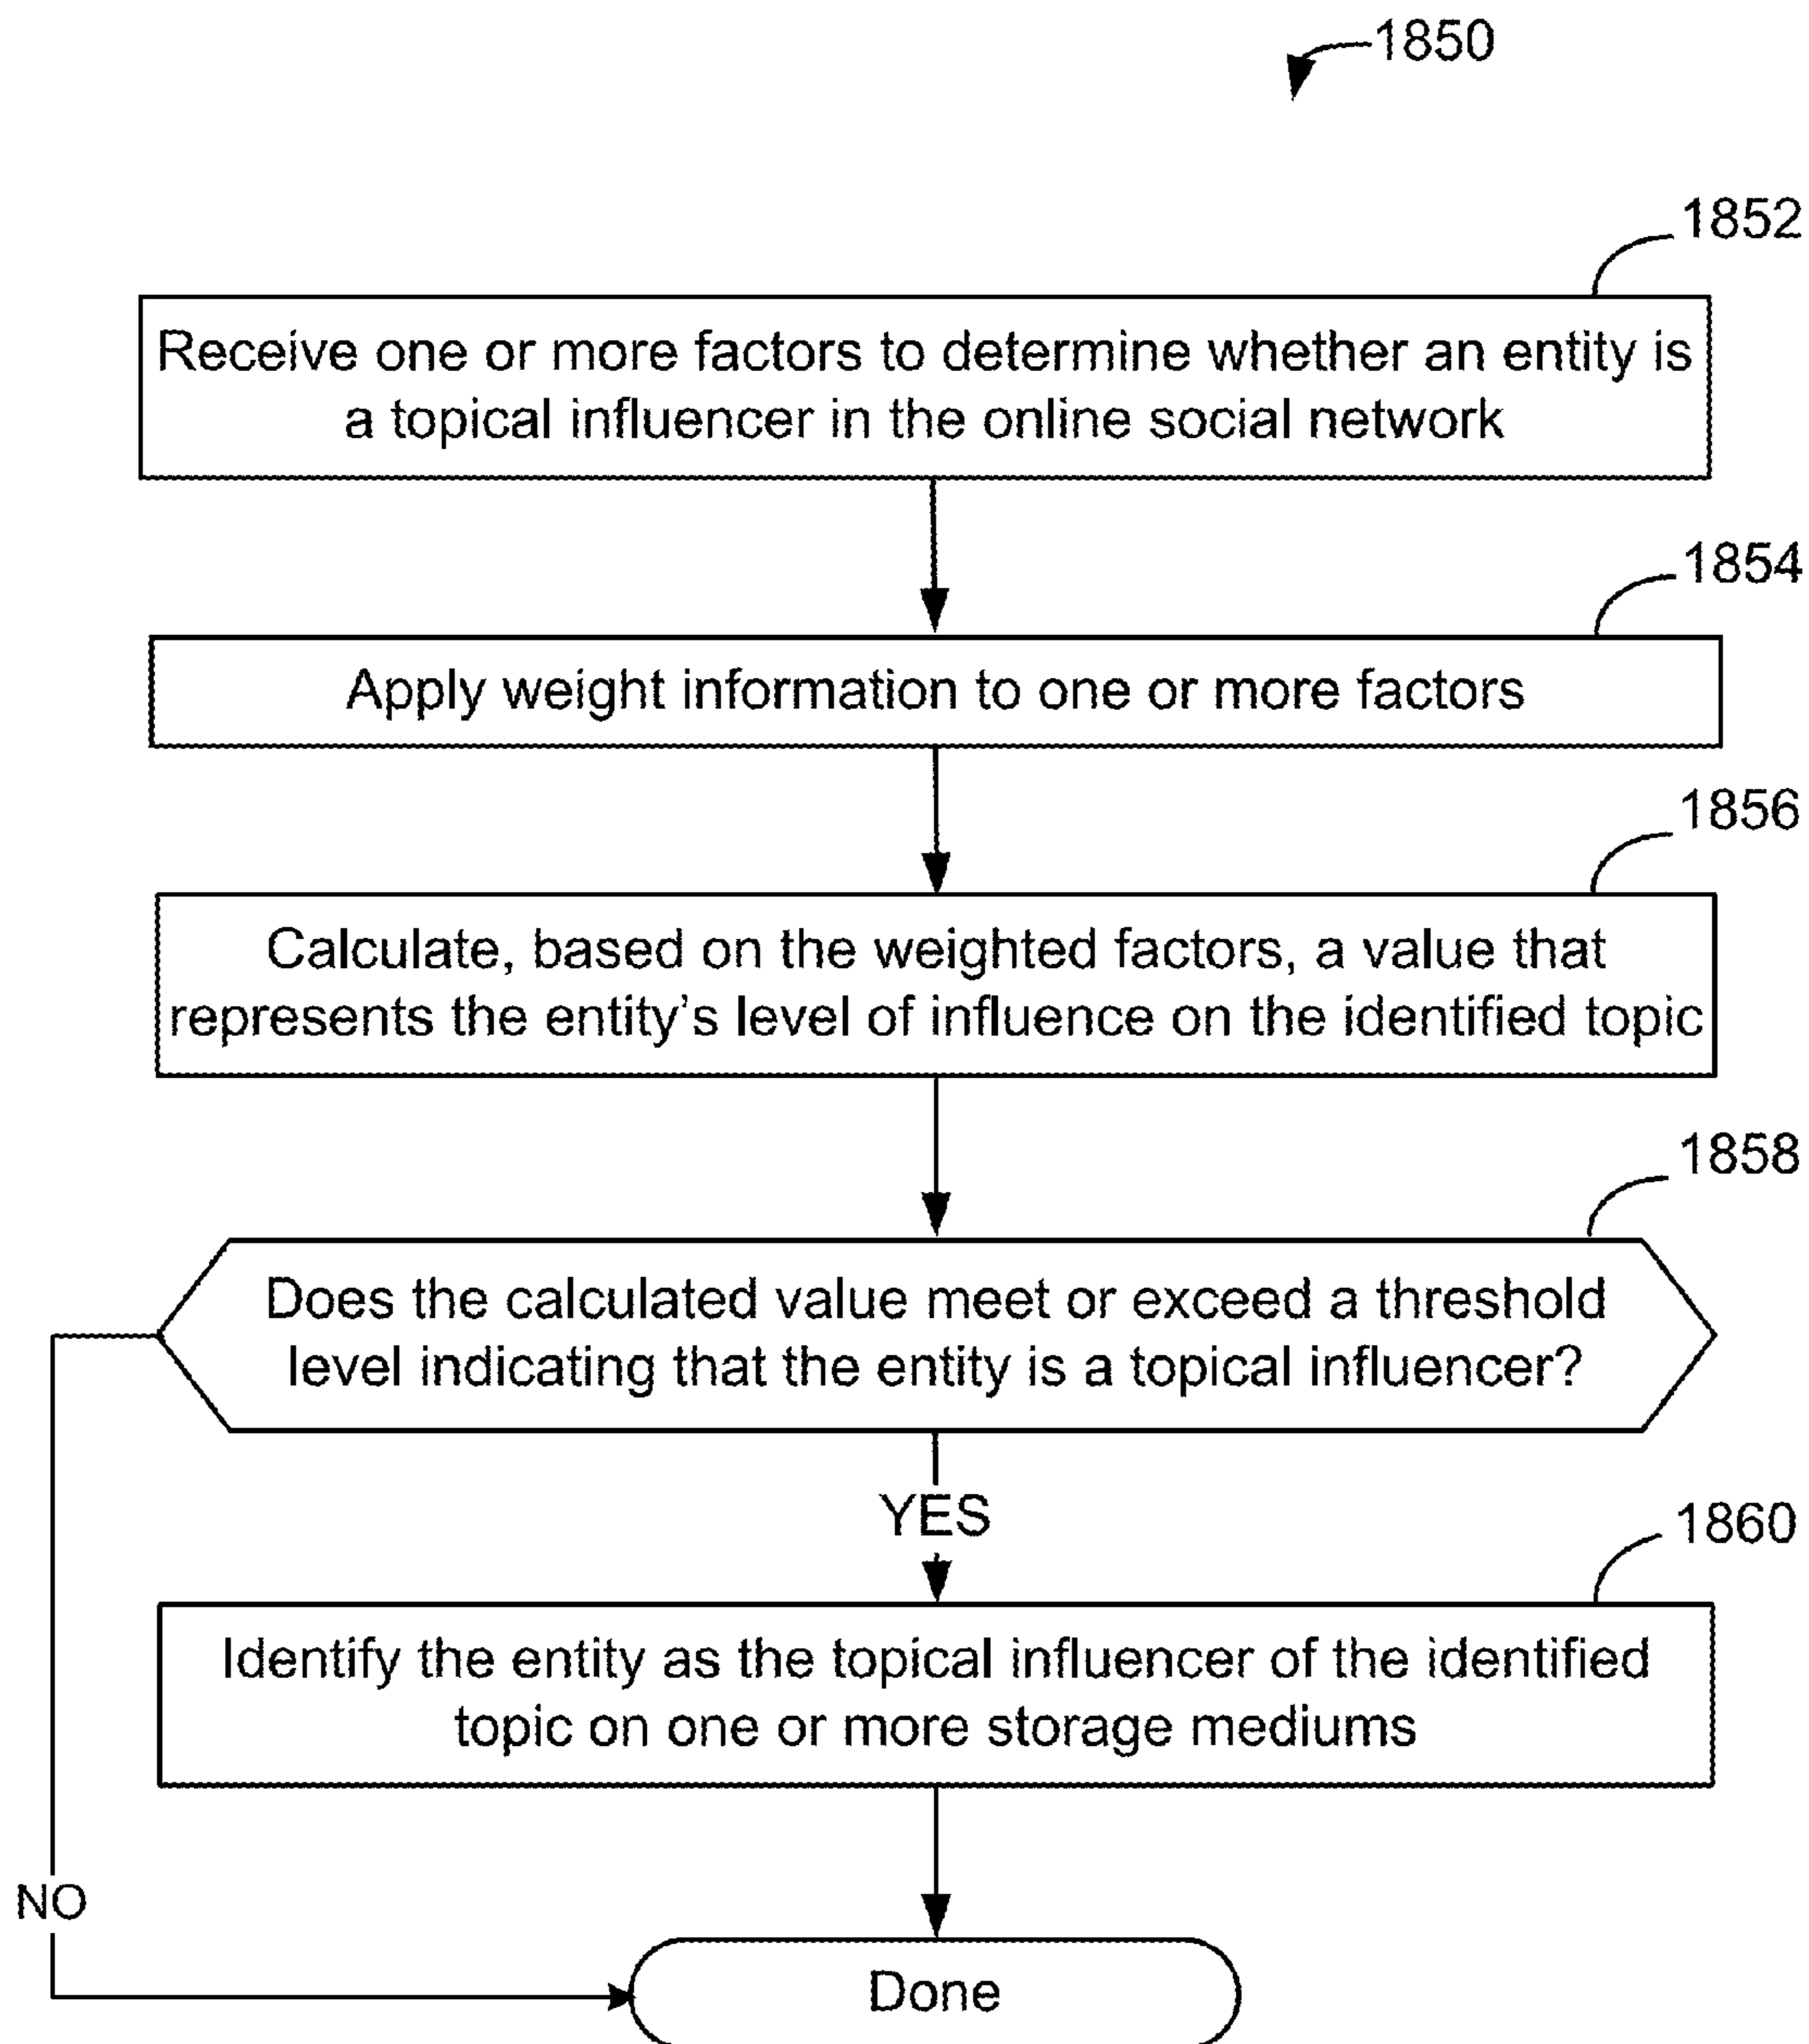 1850
1852
Receive one or more factors to determine whether an entity is
a topical influencer in the online social network
1854
Apply weight information to one or more factors
1856
Calculate, based on the weighted factors, a value that
represents the entity's level of influence on the identified topic
1858
Does the calculated value meet or exceed a threshold
level indicating that the entity is a topical influencer?
YES
1860
Identify the entity as the topical influencer of the identified
topic on one or more storage mediums
NO
Done